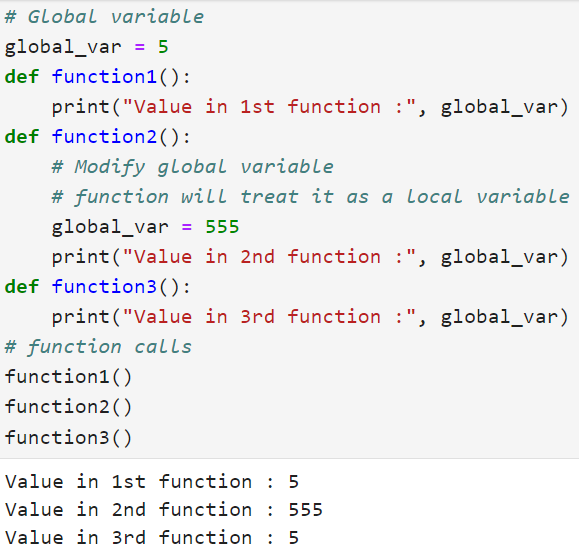 # Global variable
global_var = 5
def function1():
    print("Value in 1st function :", global_var)
def function2():
    # Modify global variable
    # function will treat it as a local variable
    global_var = 555
    print("Value in 2nd function :", global_var)
def function3():
    print("Value in 3rd function :", global_var)
# function calls
function1()
function2()
function3()
Value in 1st function : 5
Value in 2nd function : 555
Value in 3rd function : 5